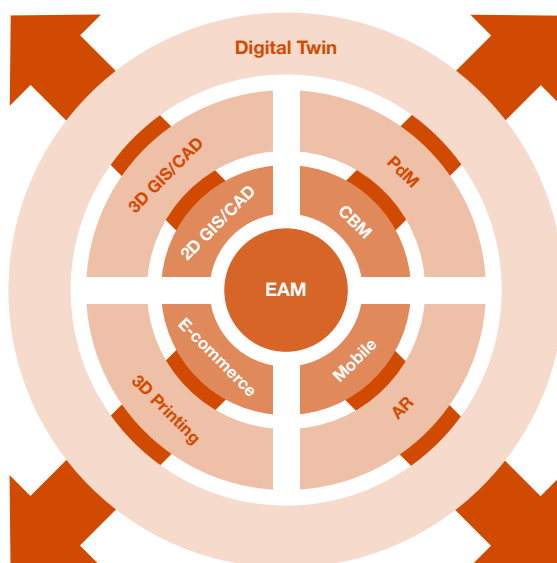 Digital Twin
3D GIS/CAD
PdM
2D GIS/CAD
CBM
EAM
E-commerce
Mobile
3D Printing
AR